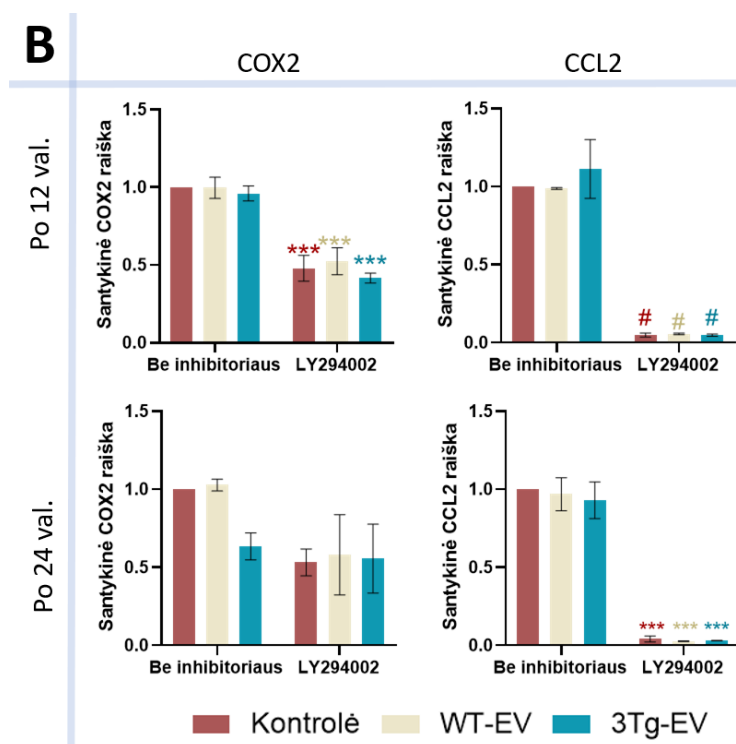 B
COX2
CCL2
Po 12 val.
Santykinė COX2 raiška
1.5
1.0
0.5
0.0
*** *** ***
Be inhibitoriaus LY294002
Santykinė CCL2 raiška
1.5
1.0
0.5
0.0
# # #
Be inhibitoriaus LY294002
Po 24 val.
Santykinė COX2 raiška
1.5
1.0
0.5
0.0
Be inhibitoriaus LY294002
Santykinė CCL2 raiška
1.5
1.0
0.5
0.0
*** *** ***
Be inhibitoriaus LY294002
Kontrolė WT-EV 3Tg-EV